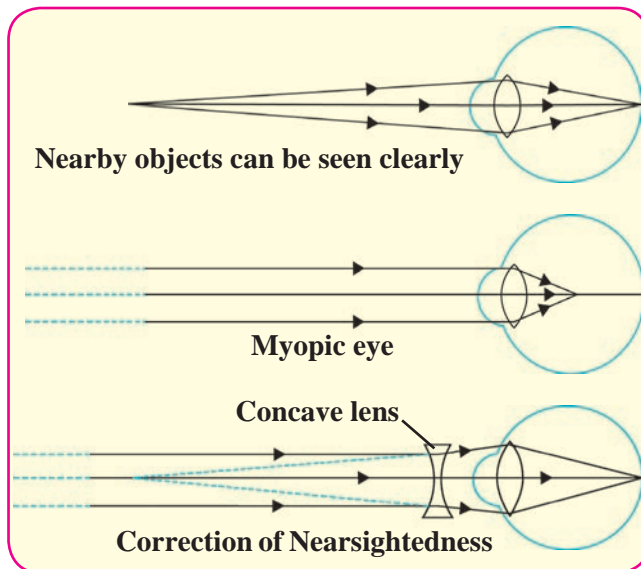 Nearby objects can be seen clearly
Myopic eye
Concave lens
Correction of Nearsightedness